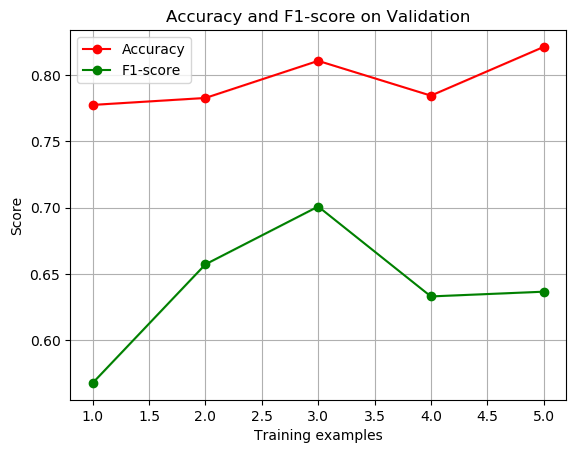 Accuracy and F1-score on Validation
Accuracy
F1-score
0.80
0.75
0.70
0.65
0.60
Score
1.0 1.5 2.0 2.5 3.0 3.5 4.0 4.5 5.0
Training examples